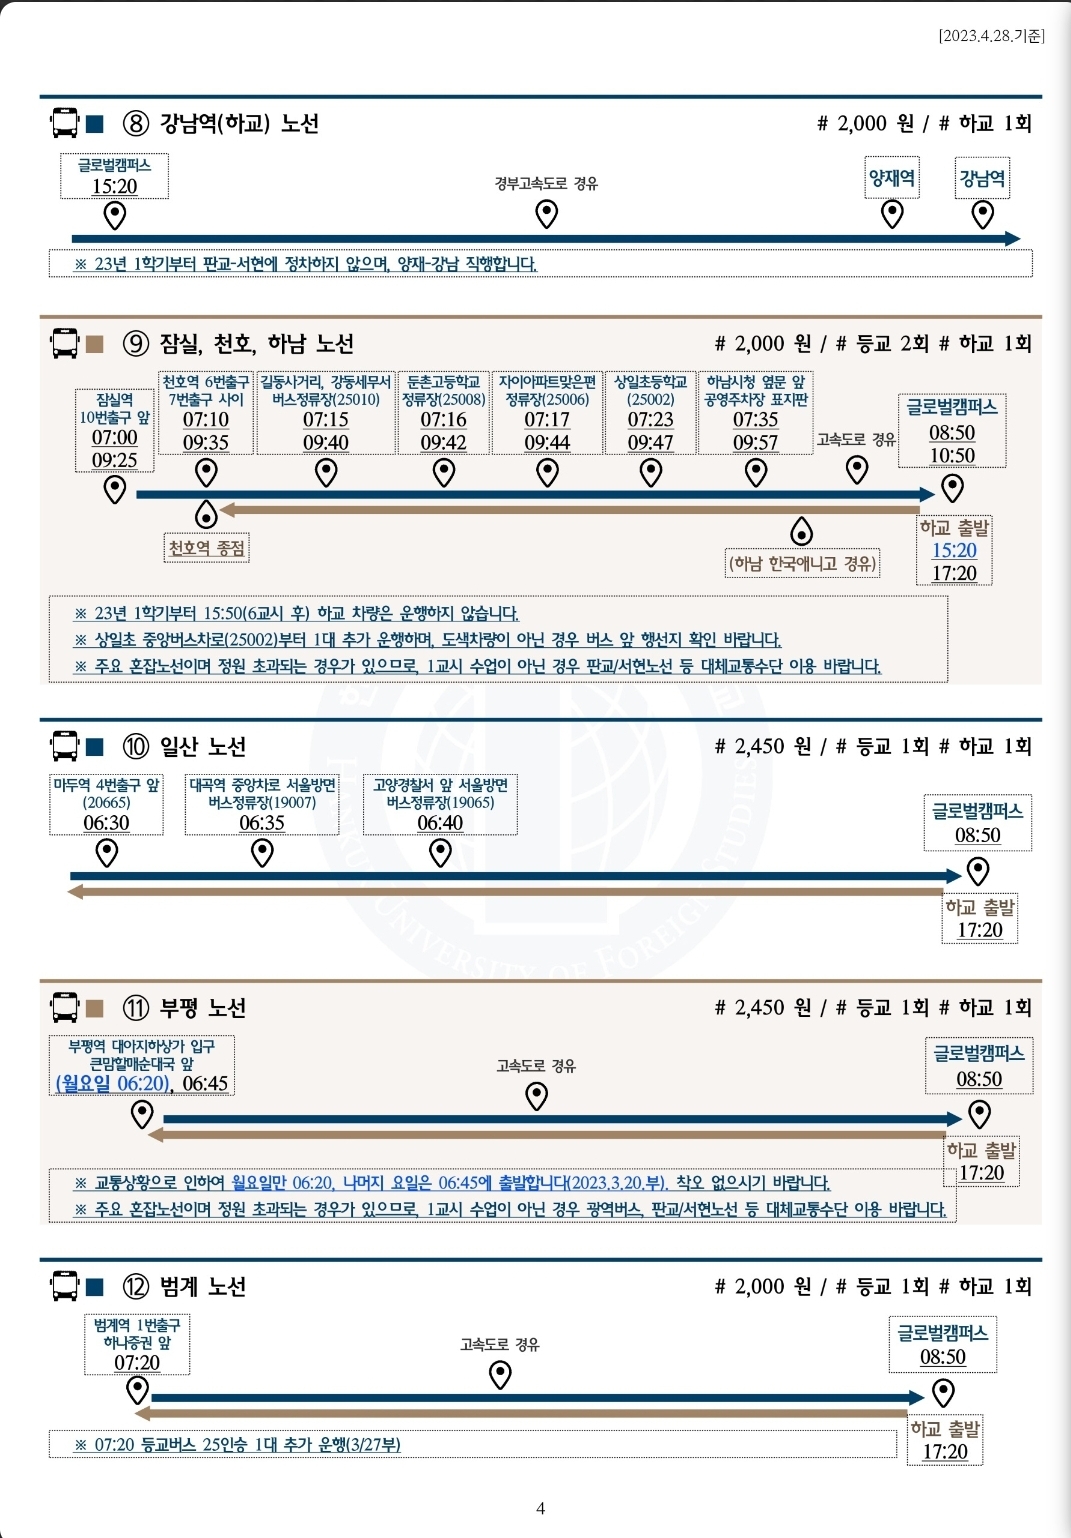 [2023.4.28.기준]
⑧ 강남역(하교) 노선
# 2,000 원 / # 하교 1회
글로벌캠퍼스
15:20
경부고속도로 경유
양재역
강남역
※ 23년 1학기부터 판교-서현에 정차하지 않으며, 양재-강남 직행합니다.
⑨ 잠실, 천호, 하남 노선
# 2,000 원 / # 등교 2회 # 하교 1회
잠실역
10번출구 앞
07:00
09:25
천호역 6번출구
7번출구 사이
07:10
09:35
길동사거리, 강동세무서
버스정류장(25010)
07:15
09:40
둔촌고등학교
정류장(25008)
07:16
09:42
자이아파트맞은편
정류장(25006)
07:17
09:44
상일초등학교
(25002)
07:23
09:47
하남시청 옆문 앞
공영주차장 표지판
07:35
09:57
고속도로 경유
글로벌캠퍼스
08:50
10:50
천호역 종점
(하남 한국애니고 경유)
하교 출발
15:20
17:20
※ 23년 1학기부터 15:50(6교시 후) 하교 차량은 운행하지 않습니다.
※ 상일초 중앙버스차로(25002)부터 1대 추가 운행하며, 도색차량이 아닌 경우 버스 앞 행선지 확인 바랍니다.
※ 주요 혼잡노선이며 정원 초과되는 경우가 있으므로, 1교시 수업이 아닌 경우 판교/서현노선 등 대체교통수단 이용 바랍니다.
⑩ 일산 노선
# 2,450 원 / # 등교 1회 # 하교 1회
마두역 4번출구 앞
(20665)
06:30
대곡역 중앙차로 서울방면
버스정류장(19007)
06:35
고양경찰서 앞 서울방면
버스정류장(19065)
06:40
글로벌캠퍼스
08:50
하교 출발
17:20
UNIVERSITY OF FOREIGN STUDIES
⑪ 부평 노선
# 2,450 원 / # 등교 1회 # 하교 1회
부평역 대아지하상가 입구
큰맘할매순대국 앞
(월요일 06:20), 06:45
고속도로 경유
글로벌캠퍼스
08:50
하교 출발
17:20
※ 교통상황으로 인하여 월요일만 06:20, 나머지 요일은 06:45에 출발합니다(2023.3.20.부). 착오 없으시기 바랍니다.
※ 주요 혼잡노선이며 정원 초과되는 경우가 있으므로, 1교시 수업이 아닌 경우 광역버스, 판교/서현노선 등 대체교통수단 이용 바랍니다.
⑫ 범계 노선
# 2,000 원 / # 등교 1회 # 하교 1회
범계역 1번출구
하나증권 앞
07:20
고속도로 경유
글로벌캠퍼스
08:50
하교 출발
17:20
※ 07:20 등교버스 25인승 1대 추가 운행(3/27부)
4